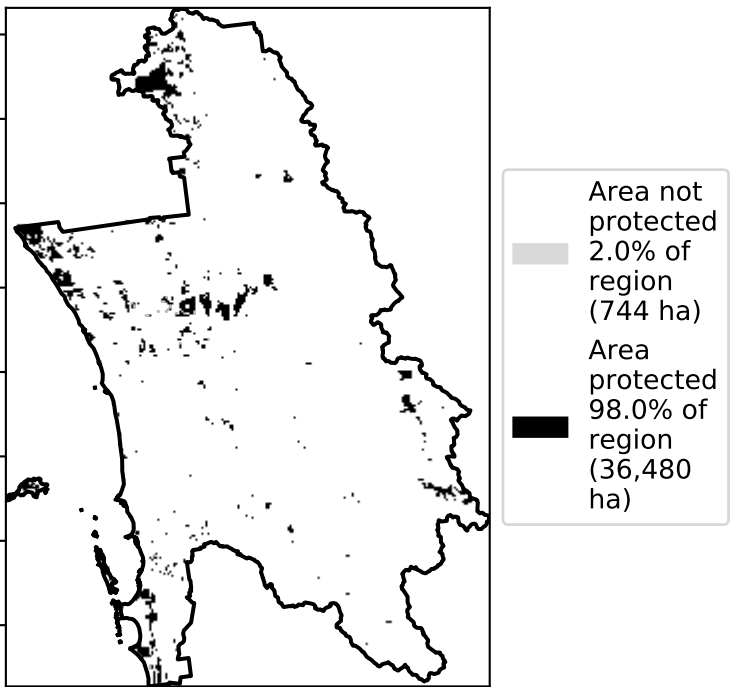 Area not
protected
2.0% of
region
(744 ha)
Area
protected
98.0% of
region
(36,480
ha)